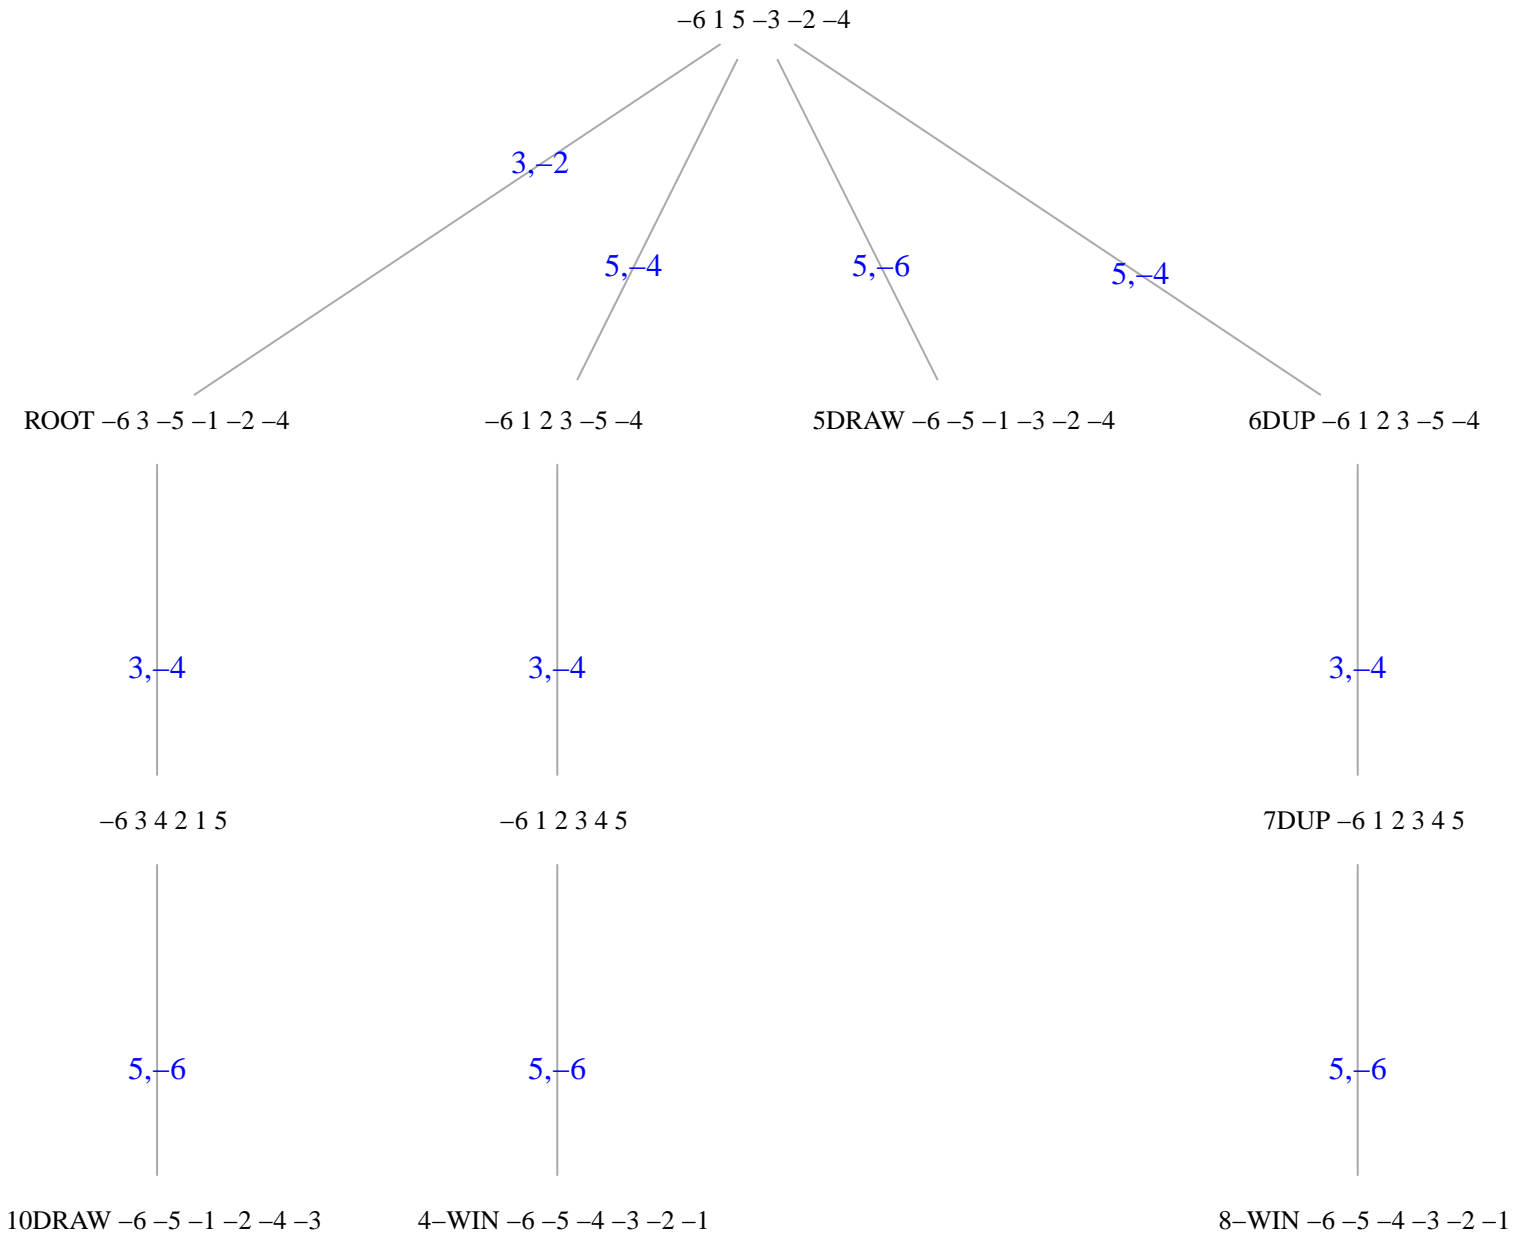 –6 1 5 –3 –2 –4
3,–2
5,–4
5,–6
5,–4
ROOT –6 3 –5 –1 –2 –4
–6 1 2 3 –5 –4
5DRAW –6 –5 –1 –3 –2 –4
6DUP –6 1 2 3 –5 –4
3,–4
3,–4
3,–4
–6 3 4 2 1 5
–6 1 2 3 4 5
7DUP –6 1 2 3 4 5
5,–6
5,–6
5,–6
10DRAW –6 –5 –1 –2 –4 –3
4–WIN –6 –5 –4 –3 –2 –1
8–WIN –6 –5 –4 –3 –2 –1